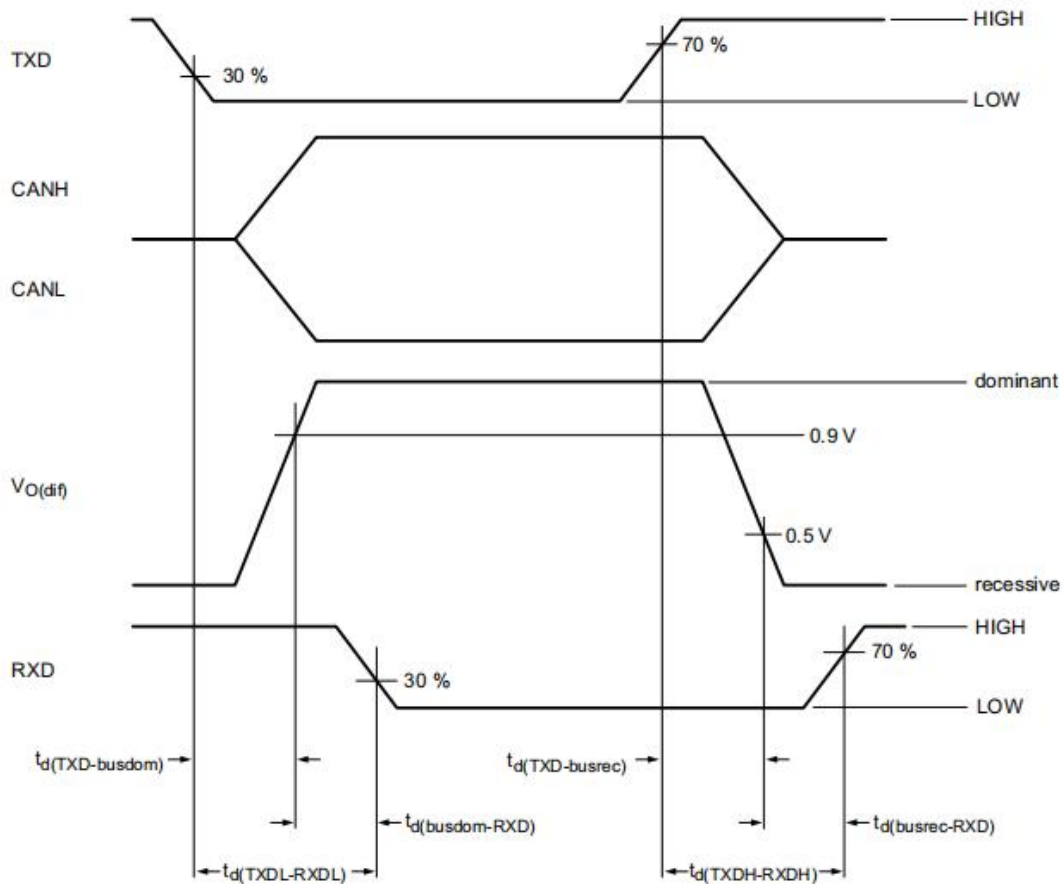 HIGH
TXD
70 %
30 %
LOW
CANH
CANL
dominant
0.9 V
VO(dif)
0.5 V
recessive
HIGH
RXD
70 %
30 %
LOW
td(TXD-busdom)
td(TXD-busrec)
td(busdom-RXD)
td(busrec-RXD)
td(TXDL-RXDL)
td(TXDH-RXDH)